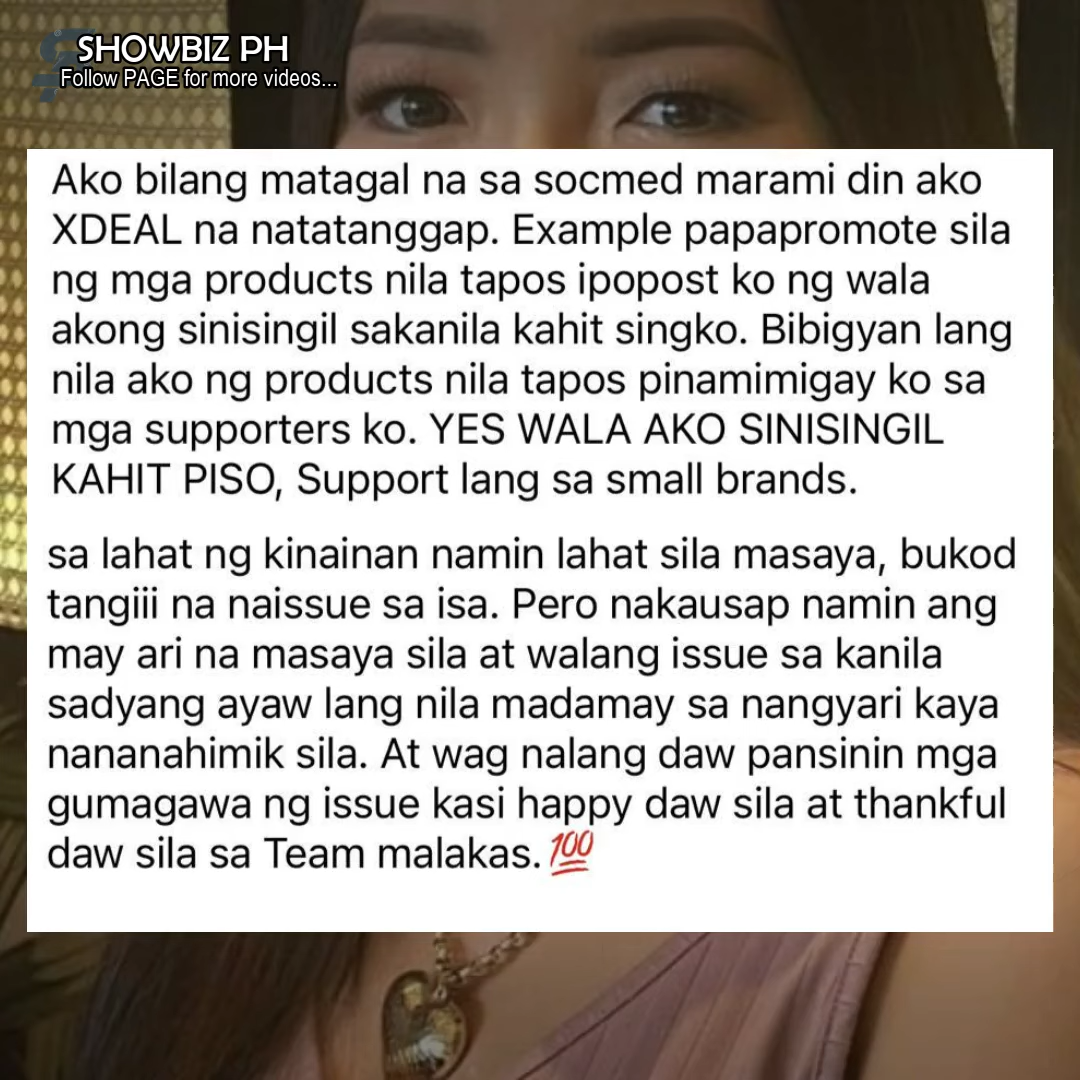 SHOWBIZ PH
Follow PAGE for more videos...
Ako bilang matagal na sa socmed marami din ako
XDEAL na natatanggap. Example papapromote sila
ng mga products nila tapos ipopost ko ng wala
akong sinisingil sakanila kahit singko. Bibigyan lang
nila ako ng products nila tapos pinamimigay ko sa
mga supporters ko. YES WALA AKO SINISINGIL
KAHIT PISO, Support lang sa small brands.
sa lahat ng kinainan namin lahat sila masaya, bukod
tangiii na naissue sa isa. Pero nakausap namin ang
may ari na masaya sila at walang issue sa kanila
sadyang ayaw lang nila madamay sa nangyari kaya
nananahimik sila. At wag nalang daw pansinin mga
gumagawa ng issue kasi happy daw sila at thankful
daw sila sa Team malakas.💯